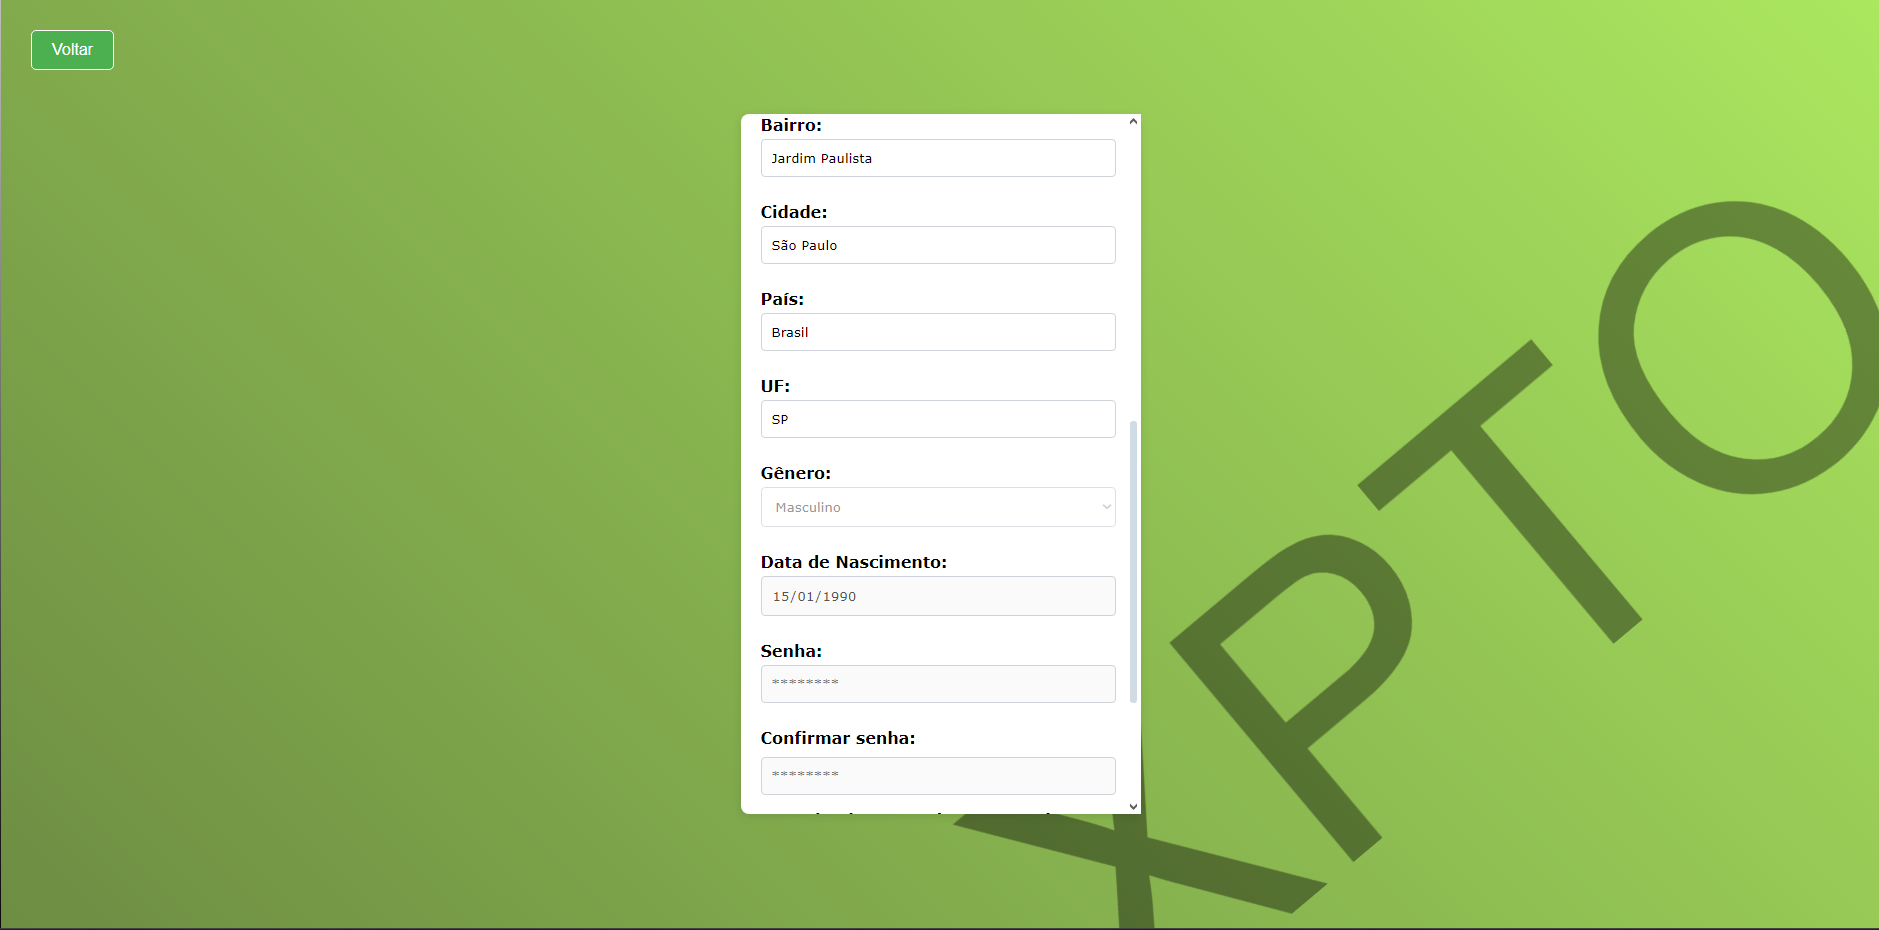 Voltar
Bairro:
Jardim Paulista
Cidade:
São Paulo
País:
Brasil
UF:
SP
Gênero:
Masculino
Data de Nascimento:
15/01/1990
Senha:
********
Confirmar senha:
********
XPTO